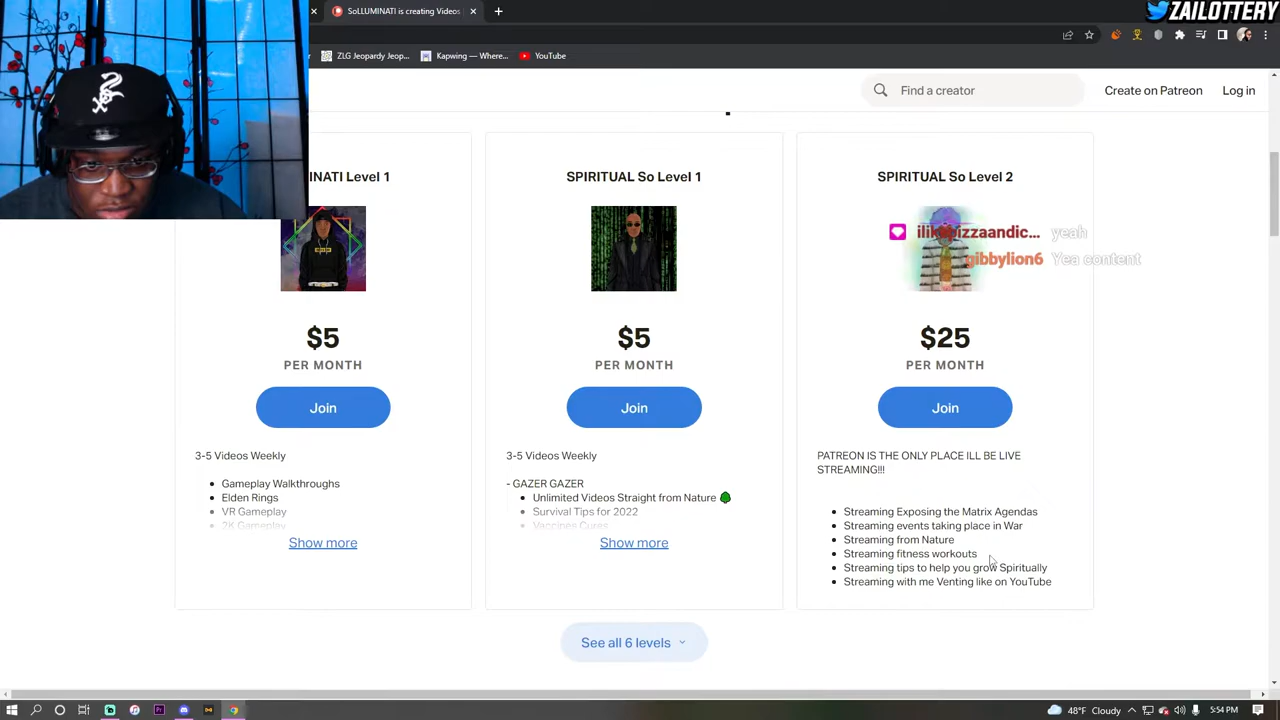 ZAILOTTERY
SoLLUMINATI is creating Videos
ZLG Jeopardy Jeop...
Kapwing — Where...
YouTube
Find a creator
Create on Patreon
Log in
INATI Level 1
SPIRITUAL So Level 1
SPIRITUAL So Level 2
yeah
gibbylion6 Yea content
$5
PER MONTH
Join
$5
PER MONTH
Join
$25
PER MONTH
Join
3-5 Videos Weekly
Gameplay Walkthroughs
Elden Rings
VR Gameplay
2K Gameplay
Show more
3-5 Videos Weekly
- GAZER GAZER
Unlimited Videos Straight from Nature
Survival Tips for 2022
Vaccines Cures
Show more
PATREON IS THE ONLY PLACE ILL BE LIVE
STREAMING!!!
Streaming Exposing the Matrix Agendas
Streaming events taking place in War
Streaming from Nature
Streaming fitness workouts
Streaming tips to help you grow Spiritually
Streaming with me Venting like on YouTube
See all 6 levels
48°F Cloudy
5:54 PM